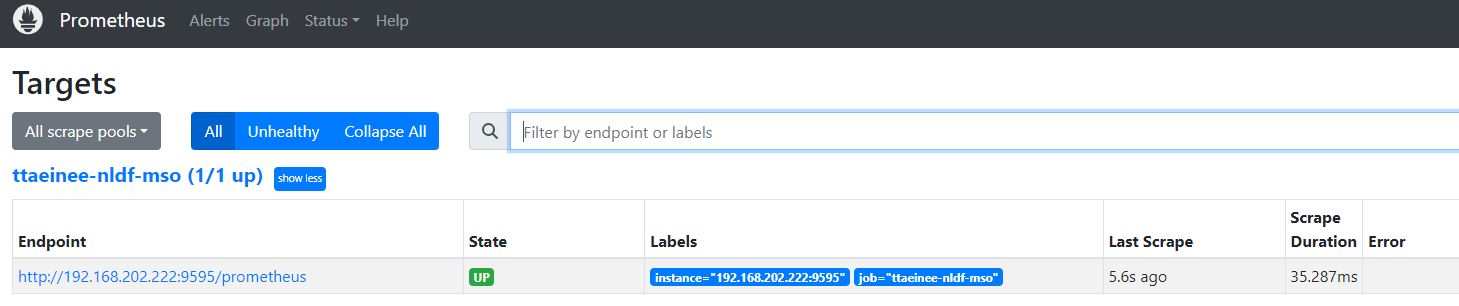 Prometheus Alerts Graph Status Help
Targets
All scrape pools All Unhealthy Collapse All Filter by endpoint or labels
ttaeinee-nldf-mso (1/1 up) show less
Endpoint State Labels Last Scrape Scrape Duration Error
http://192.168.202.222:9595/prometheus UP instance="192.168.202.222:9595" job="ttaeinee-nldf-mso" 5.6s ago 35.287ms